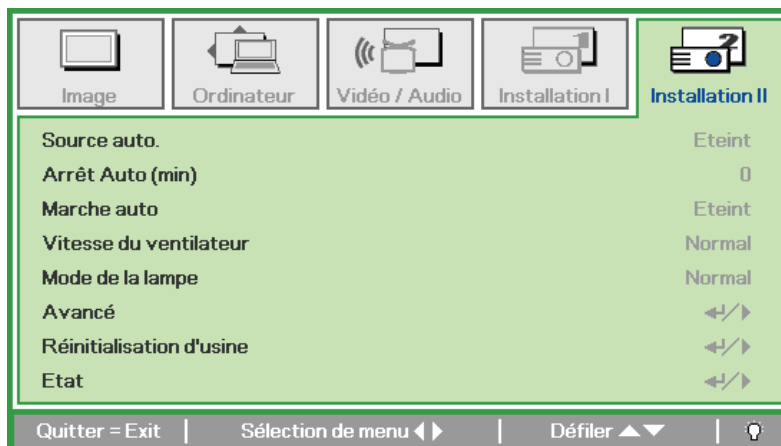 Image
Ordinateur
Vidéo / Audio
Installation I
Installation II
Source auto. Eteint
Arrêt Auto (min) 0
Marche auto Eteint
Vitesse du ventilateur Normal
Mode de la lampe Normal
Avancé
Réinitialisation d'usine
Etat
Quitter = Exit | Sélection de menu | Défiler